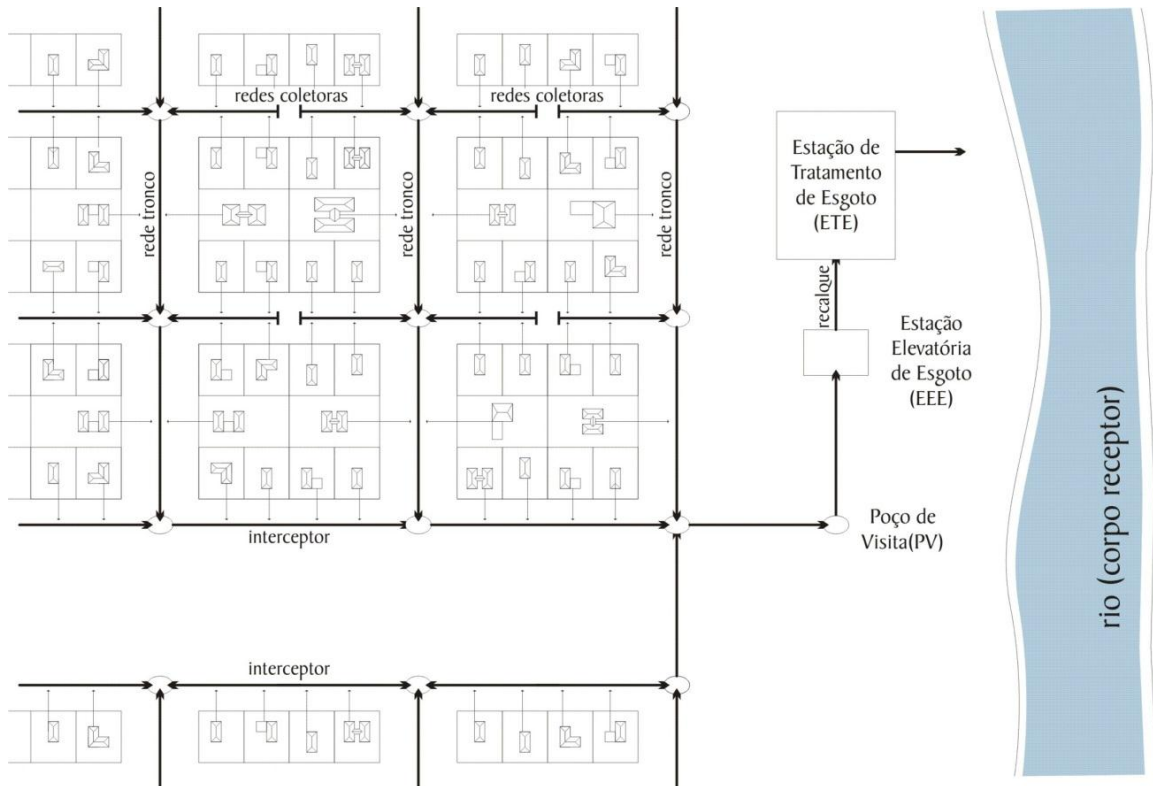 redes coletoras
redes coletoras
rede tronco
rede tronco
rede tronco
Estação de
Tratamento
de Esgoto
(ETE)
recalque
Estação
Elevatória
de Esgoto
(EEE)
interceptor
Poço de
Visita(PV)
interceptor
rio (corpo receptor)